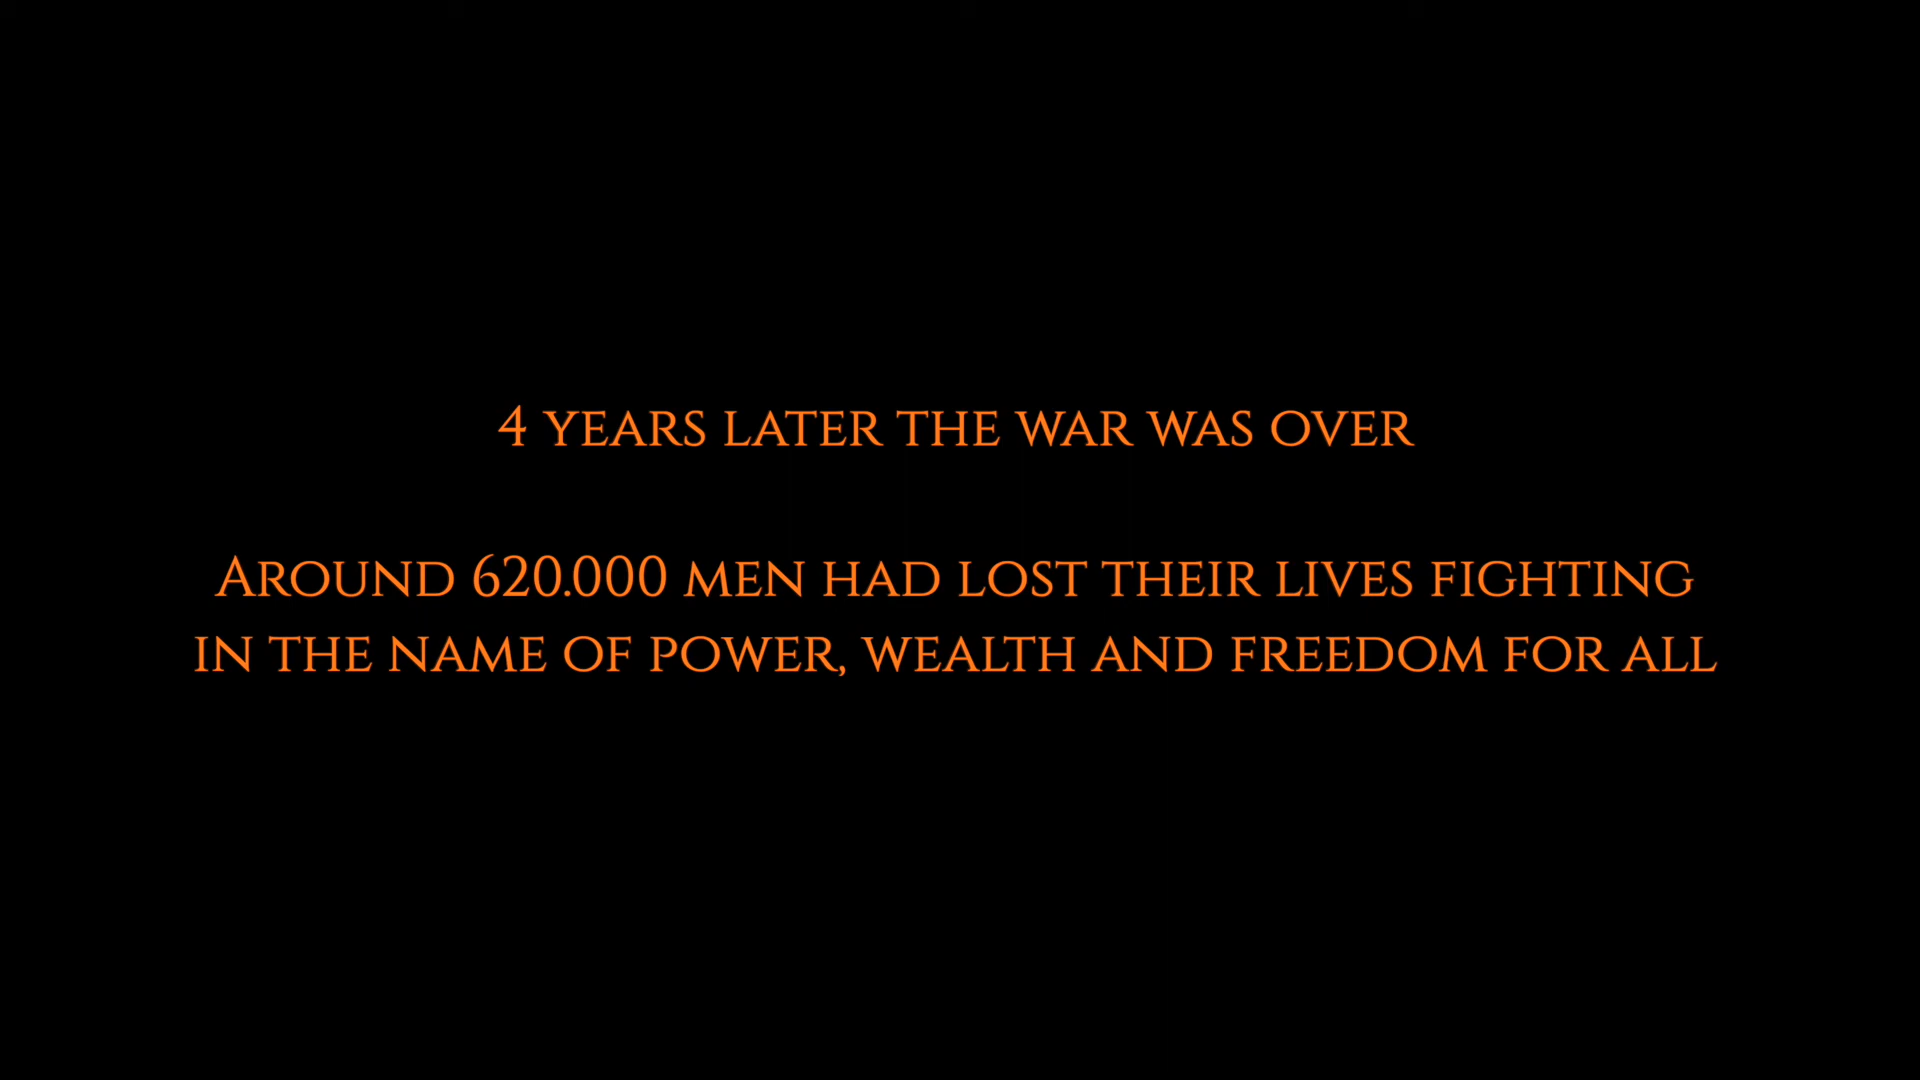 4 years later the war was over
Around 620.000 men had lost their lives fighting
in the name of power, wealth and freedom for all